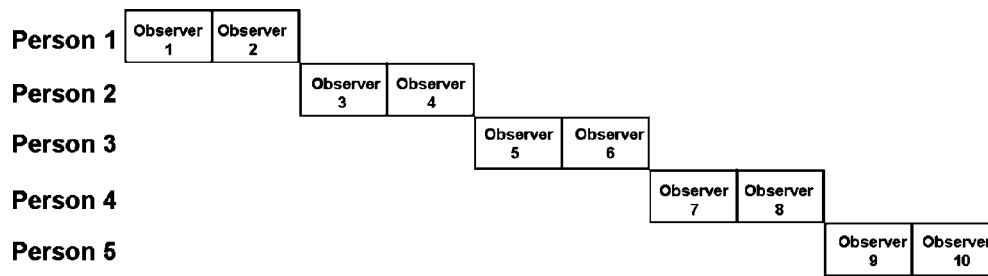 Person 1
Observer Observer
1 2
Person 2
Observer Observer
3 4
Person 3
Observer Observer
5 6
Person 4
Observer Observer
7 8
Person 5
Observer Observer
9 10